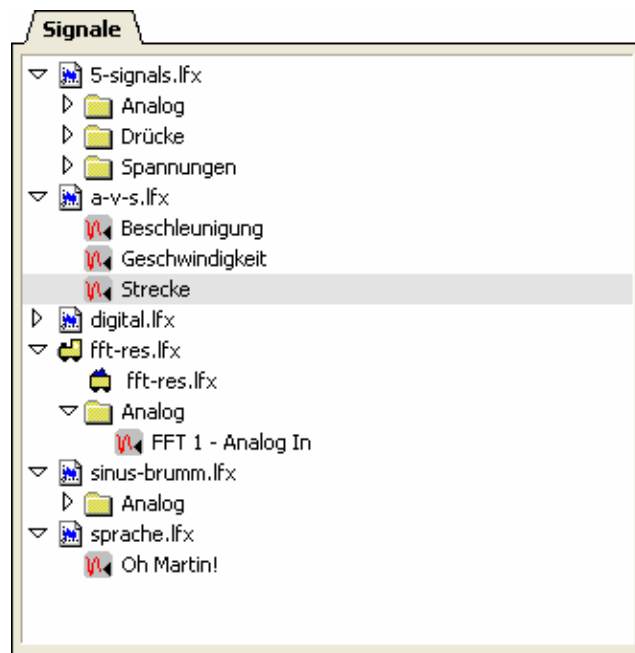 Signale
5-signals.lfx
Analog
Drücke
Spannungen
a-v-s.lfx
Beschleunigung
Geschwindigkeit
Strecke
digital.lfx
fft-res.lfx
fft-res.lfx
Analog
FFT 1 - Analog In
sinus-brumm.lfx
Analog
sprache.lfx
Oh Martin!